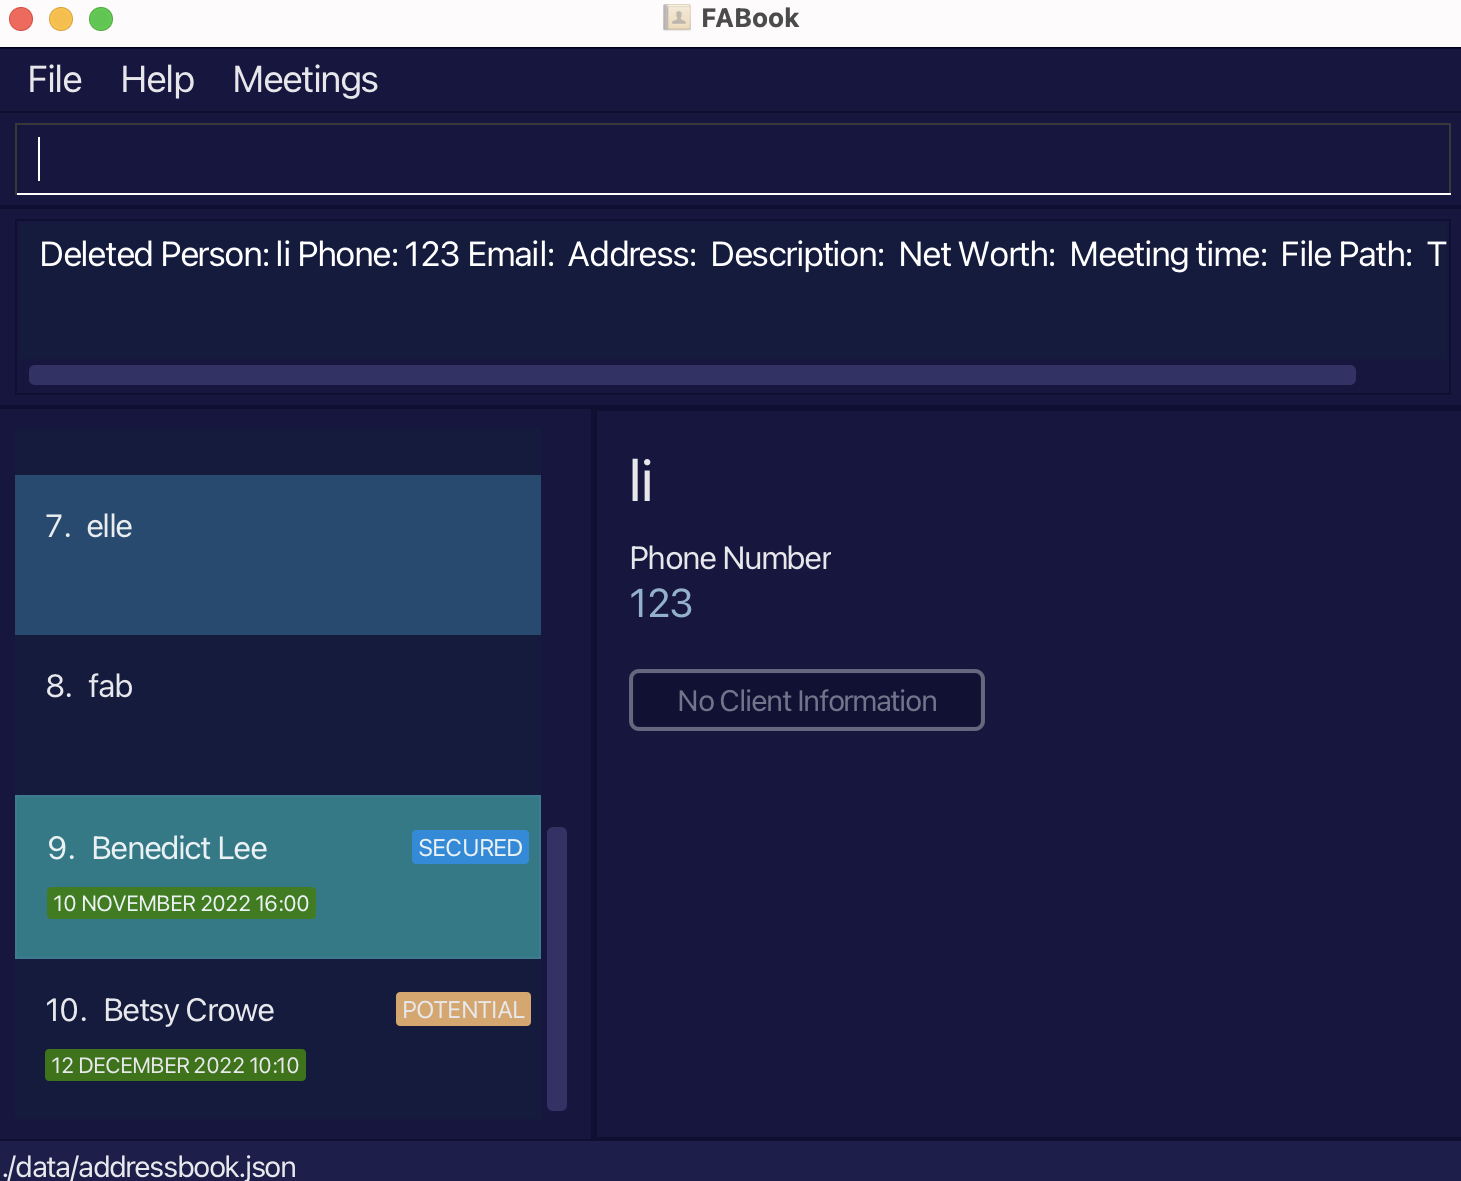 FABook
File Help Meetings
Deleted Person: li Phone: 123 Email: Address: Description: Net Worth: Meeting time: File Path: T
7. elle
8. fab
9. Benedict Lee SECURED
10 NOVEMBER 2022 16:00
10. Betsy Crowe POTENTIAL
12 DECEMBER 2022 10:10
li
Phone Number
123
No Client Information
./data/addressbook.json